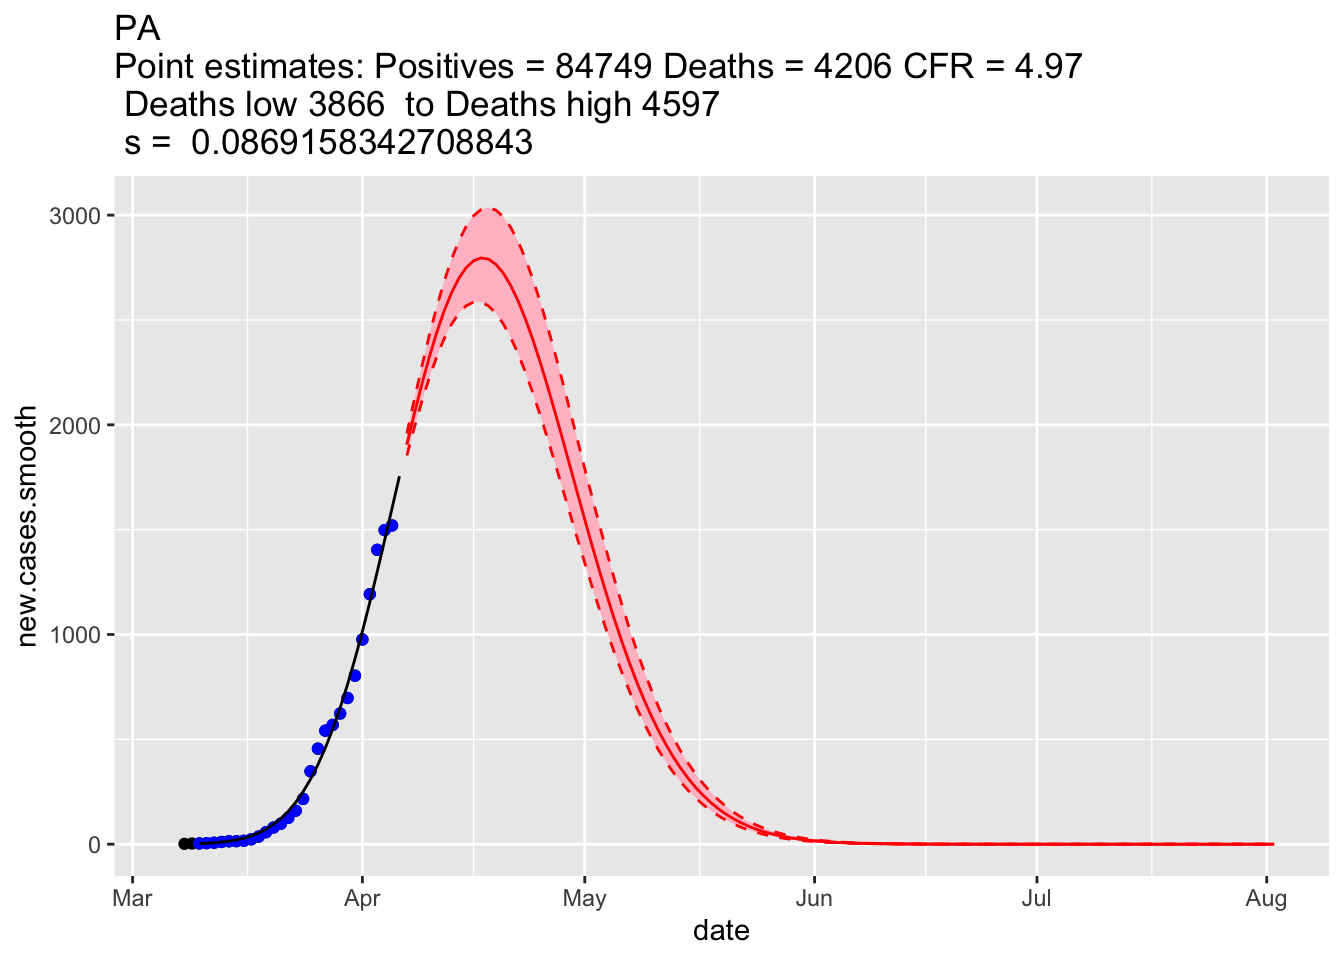 PA
Point estimates: Positives = 84749 Deaths = 4206 CFR = 4.97
Deaths low 3866  to Deaths high 4597
s =  0.0869158342708843
3000
2000
1000
0
new.cases.smooth
Mar Apr May Jun Jul Aug
date